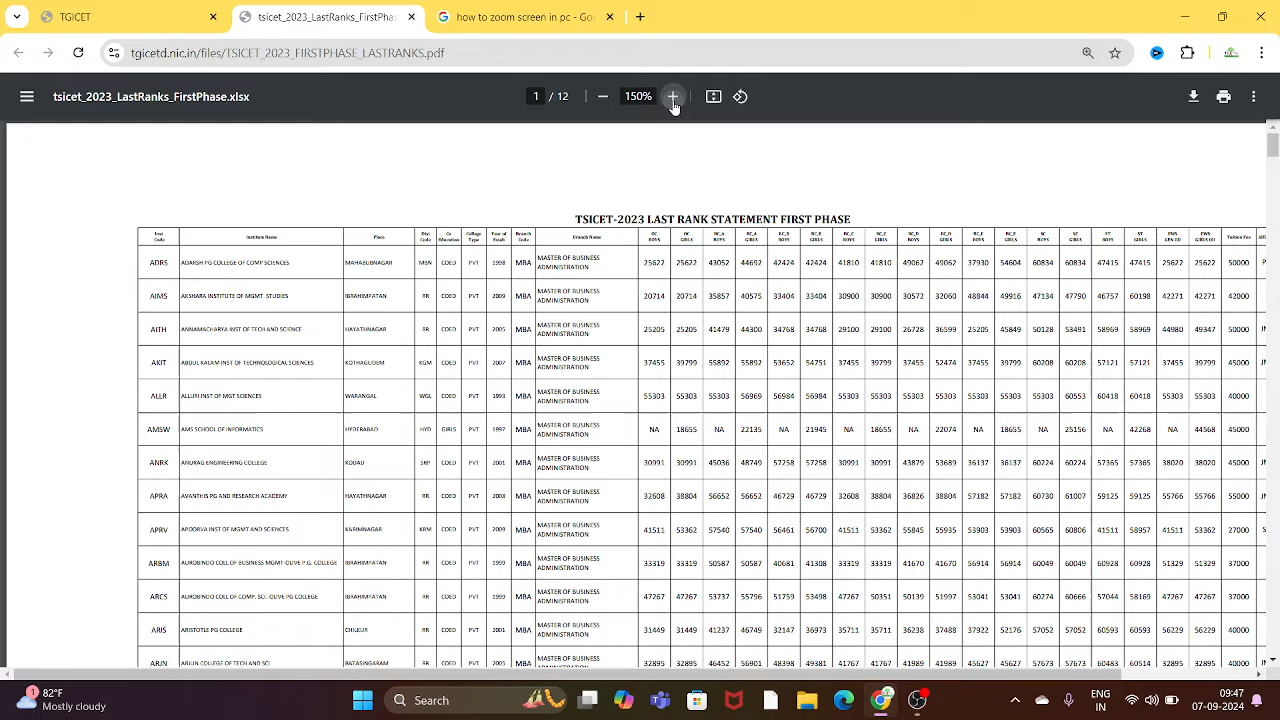 TGICET
tsicet_2023_LastRanks_FirstPhas
how to zoom screen in pc - Goo
tgicetd.nic.in/files/TSICET_2023_FIRSTPHASE_LASTRANKS.pdf
tsicet_2023_LastRanks_FirstPhase.xlsx
1 / 12
150%
TSICET-2023 LAST RANK STATEMENT FIRST PHASE
Inst Code Institute Name Place Dist Code Co Education College Type Year of Estab Branch Code Branch Name OC BOYS OC GIRLS BC_A BOYS BC_A GIRLS BC_B BOYS BC_B GIRLS BC_C BOYS BC_C GIRLS BC_D BOYS BC_D GIRLS BC_E BOYS BC_E GIRLS SC BOYS SC GIRLS ST BOYS ST GIRLS EWS GEN OU EWS GIRLS OU Tuition Fee
ADRS ADARSH PG COLLEGE OF COMP SCIENCES MAHABUBNAGAR MBN COED PVT 1998 MBA MASTER OF BUSINESS ADMINISTRATION 25622 25622 43052 44692 42424 42424 41810 41810 49062 49062 37930 54604 60834 60834 47415 47415 25622 25622 50000
AIMS AKSHARA INSTITUTE OF MGMT STUDIES IBRAHIMPATAN RR COED PVT 2009 MBA MASTER OF BUSINESS ADMINISTRATION 20714 20714 35857 40575 33404 33404 30900 30900 30572 32060 48844 49916 47134 47790 46757 60198 42271 42271 42000
AITH ANNAMACHARYA INST OF TECH AND SCIENCE HAYATHNAGAR RR COED PVT 2005 MBA MASTER OF BUSINESS ADMINISTRATION 25205 25205 41479 44300 34768 34768 29100 29100 26728 36599 25205 45849 50128 53491 58969 58969 44980 49347 50000
AKIT ABDUL KALAM INST OF TECHNOLOGICAL SCIENCES KOTHAGUDEM KGM COED PVT 2007 MBA MASTER OF BUSINESS ADMINISTRATION 37455 39799 55892 55892 53652 54751 37455 39799 37455 52474 37455 39799 60208 60208 57121 57121 37455 39799 45000
ALLR ALLURI INST OF MGT SCIENCES WARANGAL WGL COED PVT 1993 MBA MASTER OF BUSINESS ADMINISTRATION 55303 55303 55303 56969 56984 56984 55303 55303 55303 55303 55303 55303 55303 60553 60418 60418 55303 55303 40000
AMSW AMS SCHOOL OF INFORMATICS HYDERABAD HYD GIRLS PVT 1997 MBA MASTER OF BUSINESS ADMINISTRATION NA 18655 NA 22135 NA 21945 NA 18655 NA 22074 NA 18655 NA 25156 NA 42268 NA 44568 45000
ANRK ANURAG ENGINEERING COLLEGE KODAD SRP COED PVT 2001 MBA MASTER OF BUSINESS ADMINISTRATION 30991 30991 45036 48749 57258 57258 30991 30991 43879 53689 36137 36137 60224 60224 57365 57365 38020 38020 45000
APRA AVANTHIS PG AND RESEARCH ACADEMY HAYATHNAGAR RR COED PVT 2008 MBA MASTER OF BUSINESS ADMINISTRATION 32608 38804 56652 56652 46729 46729 32608 38804 36826 38804 57182 57182 60730 61007 59125 59125 55766 55766 55000
APRV APOORVA INST OF MGMT AND SCIENCES KARIMNAGAR KRM COED PVT 2009 MBA MASTER OF BUSINESS ADMINISTRATION 41511 53362 57540 57540 56461 56700 41511 53362 55845 55935 53903 53903 60565 60806 41511 58957 41511 53362 27000
ARBM AUROBINDO COLL OF BUSINESS MGMT-OLIVE P.G. COLLEGE IBRAHIMPATAN RR COED PVT 1999 MBA MASTER OF BUSINESS ADMINISTRATION 33319 33319 50587 50587 40681 41308 33319 33319 41670 41670 56914 56914 60049 60049 60928 60928 51329 51329 37000
ARCS AUROBINDO COLL OF COMP. SCI. OLIVE PG COLLEGE IBRAHIMPATAN RR COED PVT 1999 MBA MASTER OF BUSINESS ADMINISTRATION 47267 47267 53737 55796 51759 53498 47267 50351 50139 51997 53041 53041 60274 60666 57044 58169 47267 47267 37000
ARIS ARISTOTLE PG COLLEGE CHILKUR RR COED PVT 2001 MBA MASTER OF BUSINESS ADMINISTRATION 31449 31449 41237 46749 32147 36973 35711 35711 36238 37488 37922 52176 57052 57052 60593 60593 56229 56229 40000
ARJN ARJUN COLLEGE OF TECH AND SCI BATASINGARAM RR COED PVT 2005 MBA MASTER OF BUSINESS 32895 32895 46452 56901 48398 49381 41767 41767 41989 41989 45627 45627 57673 57673 60483 60514 32895 32895
82°F
Mostly cloudy
Search
ENG
IN
09:47
07-09-2024